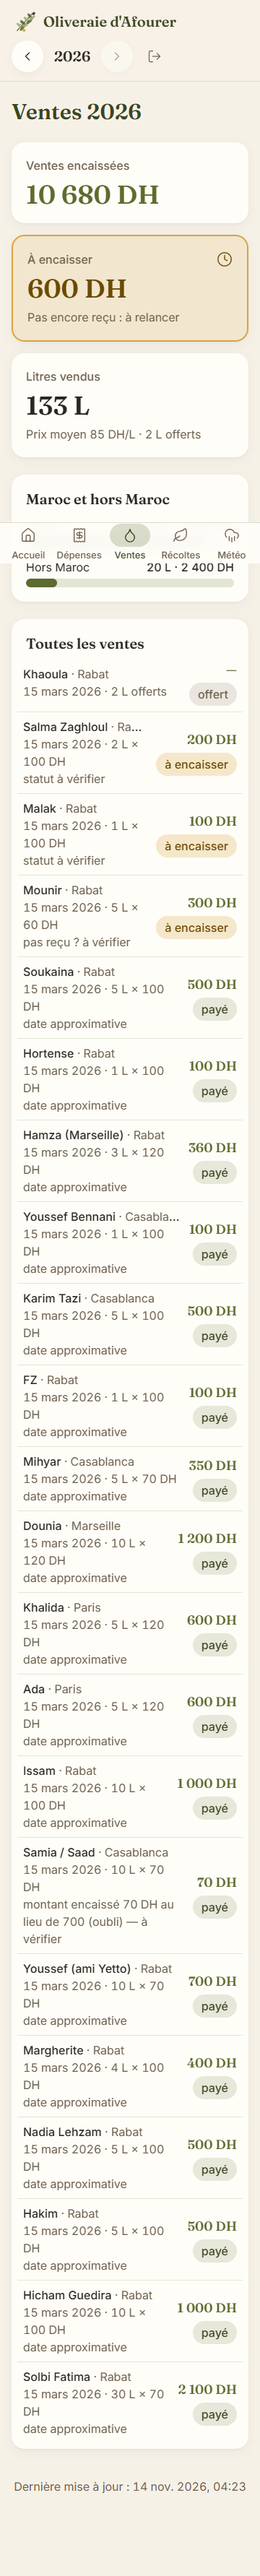 Oliveraie d'Afourer
2026
Ventes 2026
Ventes encaissées
10 680 DH
À encaisser
600 DH
Pas encore reçu : à relancer
Litres vendus
133 L
Prix moyen 85 DH/L · 2 L offerts
Maroc et hors Maroc
Accueil
Dépenses
Ventes
Récoltes
Météo
Hors Maroc
20 L · 2 400 DH
Toutes les ventes
Khaoula · Rabat
—
15 mars 2026 · 2 L offerts
offert
Salma Zaghloul · Ra...
15 mars 2026 · 2 L ×
100 DH
statut à vérifier
200 DH
à encaisser
Malak · Rabat
15 mars 2026 · 1 L ×
100 DH
statut à vérifier
100 DH
à encaisser
Mounir · Rabat
15 mars 2026 · 5 L ×
60 DH
pas reçu ? à vérifier
300 DH
à encaisser
Soukaina · Rabat
15 mars 2026 · 5 L × 100
DH
date approximative
500 DH
payé
Hortense · Rabat
15 mars 2026 · 1 L × 100
DH
date approximative
100 DH
payé
Hamza (Marseille) · Rabat
15 mars 2026 · 3 L × 120
DH
date approximative
360 DH
payé
Youssef Bennani · Casabla...
15 mars 2026 · 1 L × 100
DH
date approximative
100 DH
payé
Karim Tazi · Casablanca
15 mars 2026 · 5 L × 100
DH
date approximative
500 DH
payé
FZ · Rabat
15 mars 2026 · 1 L × 100
DH
date approximative
100 DH
payé
Mihyar · Casablanca
15 mars 2026 · 5 L × 70 DH
date approximative
350 DH
payé
Dounia · Marseille
15 mars 2026 · 10 L ×
120 DH
date approximative
1 200 DH
payé
Khalida · Paris
15 mars 2026 · 5 L × 120
DH
date approximative
600 DH
payé
Ada · Paris
15 mars 2026 · 5 L × 120
DH
date approximative
600 DH
payé
Issam · Rabat
15 mars 2026 · 10 L ×
100 DH
date approximative
1 000 DH
payé
Samia / Saad · Casablanca
15 mars 2026 · 10 L × 70
DH
montant encaissé 70 DH au
lieu de 700 (oubli) — à
vérifier
70 DH
payé
Youssef (ami Yetto) · Rabat
15 mars 2026 · 10 L × 70
DH
date approximative
700 DH
payé
Margherite · Rabat
15 mars 2026 · 4 L × 100
DH
date approximative
400 DH
payé
Nadia Lehzam · Rabat
15 mars 2026 · 5 L × 100
DH
date approximative
500 DH
payé
Hakim · Rabat
15 mars 2026 · 5 L × 100
DH
date approximative
500 DH
payé
Hicham Guedira · Rabat
15 mars 2026 · 10 L ×
100 DH
date approximative
1 000 DH
payé
Solbi Fatima · Rabat
15 mars 2026 · 30 L × 70
DH
date approximative
2 100 DH
payé
Dernière mise à jour : 14 nov. 2026, 04:23